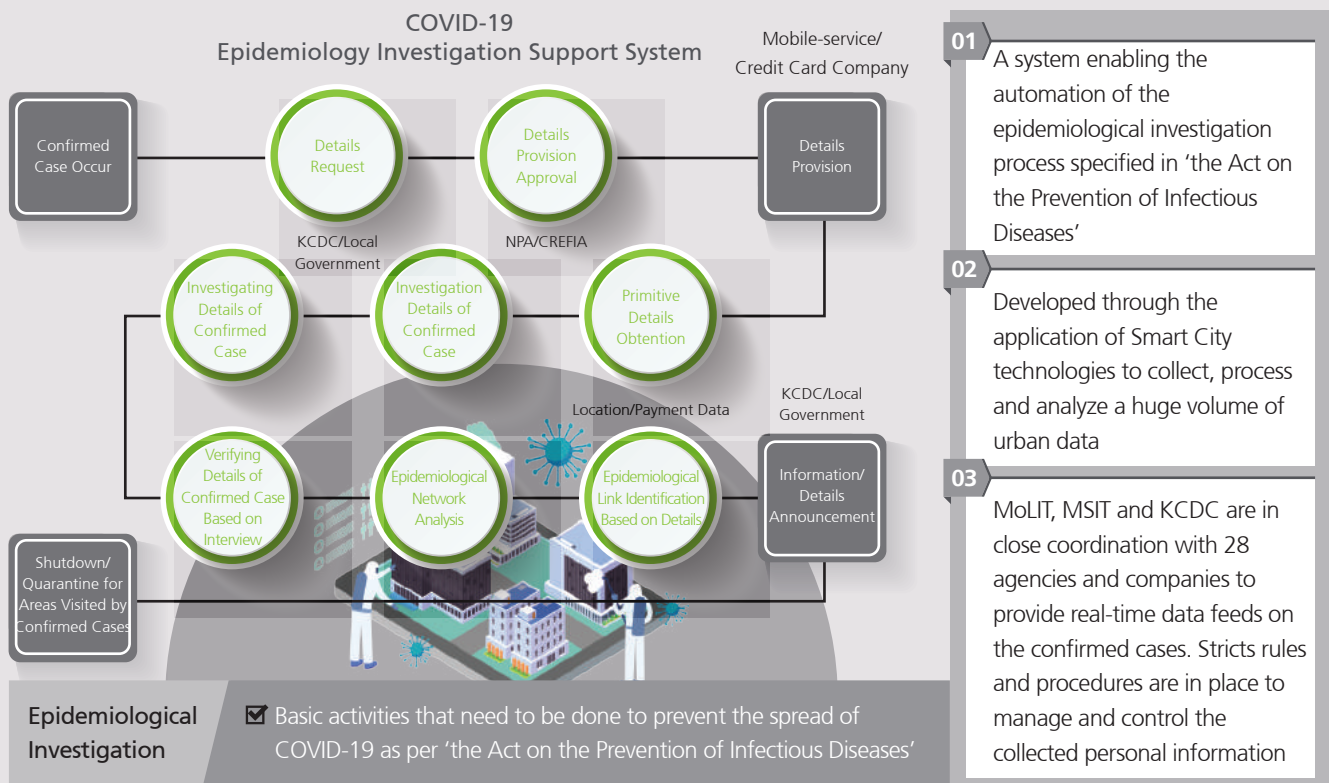 COVID-19
Epidemiology Investigation Support System
Mobile-service/
Credit Card Company
Confirmed
Case Occur
Details
Request
Details
Provision
Approval
Details
Provision
KCDC/Local
Government
NPA/CREFIA
Investigating
Details of
Confirmed
Case
Investigation
Details of
Confirmed
Case
Primitive
Details
Obtention
Location/Payment Data
KCDC/Local
Government
Verifying
Details of
Confirmed Case
Based on
Interview
Epidemiological
Network
Analysis
Epidemiological
Link Identification
Based on Details
Information/
Details
Announcement
Shutdown/
Quarantine for
Areas Visited by
Confirmed Cases
Epidemiological
Investigation
Basic activities that need to be done to prevent the spread of
COVID-19 as per ‘the Act on the Prevention of Infectious Diseases’
01
A system enabling the
automation of the
epidemiological investigation
process specified in ‘the Act on
the Prevention of Infectious
Diseases’
02
Developed through the
application of Smart City
technologies to collect, process
and analyze a huge volume of
urban data
03
MoLIT, MSIT and KCDC are in
close coordination with 28
agencies and companies to
provide real-time data feeds on
the confirmed cases. Stricts rules
and procedures are in place to
manage and control the
collected personal information